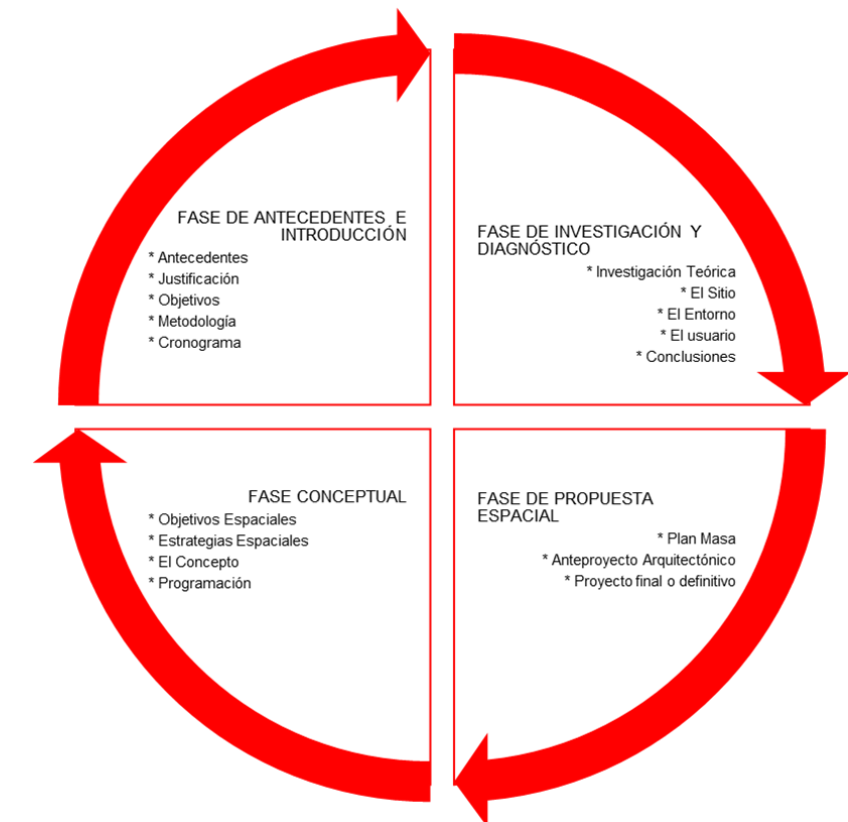 FASE DE ANTECEDENTES E
INTRODUCCIÓN
* Antecedentes
* Justificación
* Objetivos
* Metodología
* Cronograma
FASE DE INVESTIGACIÓN Y
DIAGNÓSTICO
* Investigación Teórica
* El Sitio
* El Entorno
* El usuario
* Conclusiones
FASE CONCEPTUAL
* Objetivos Espaciales
* Estrategias Espaciales
* El Concepto
* Programación
FASE DE PROPUESTA
ESPACIAL
* Plan Masa
* Anteproyecto Arquitectónico
* Proyecto final o definitivo